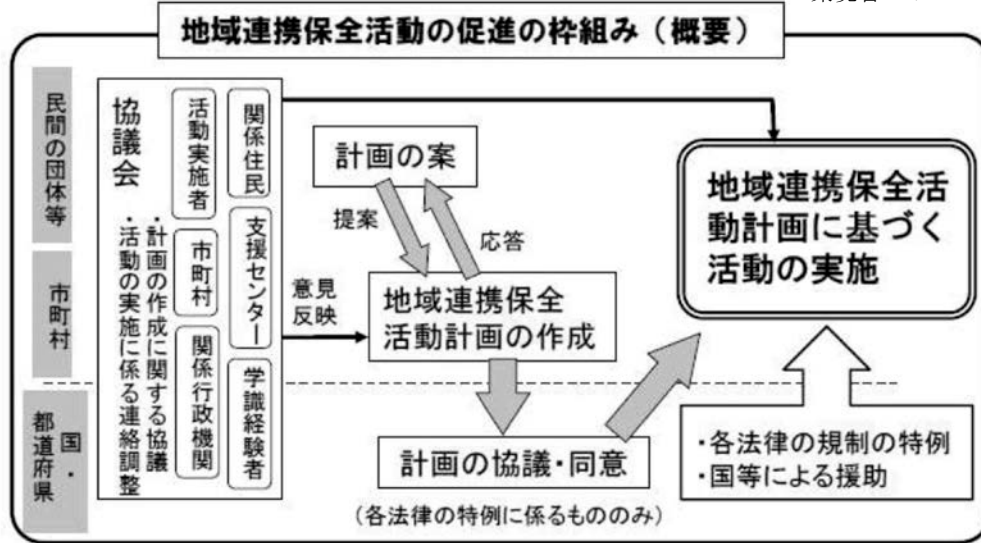 地域連携保全活動の促進の枠組み（概要）
民間の団体等
市町村
国・
都道府県
協議会
・計画の作成に関する協議
・活動の実施に係る連絡調整
活動実施者
市町村
関係行政機関
関係住民
支援センター
学識経験者
計画の案
提案
応答
意見
反映
地域連携保全
活動計画の作成
計画の協議・同意
（各法律の特例に係るもののみ）
地域連携保全活
動計画に基づく
活動の実施
・各法律の規制の特例
・国等による援助